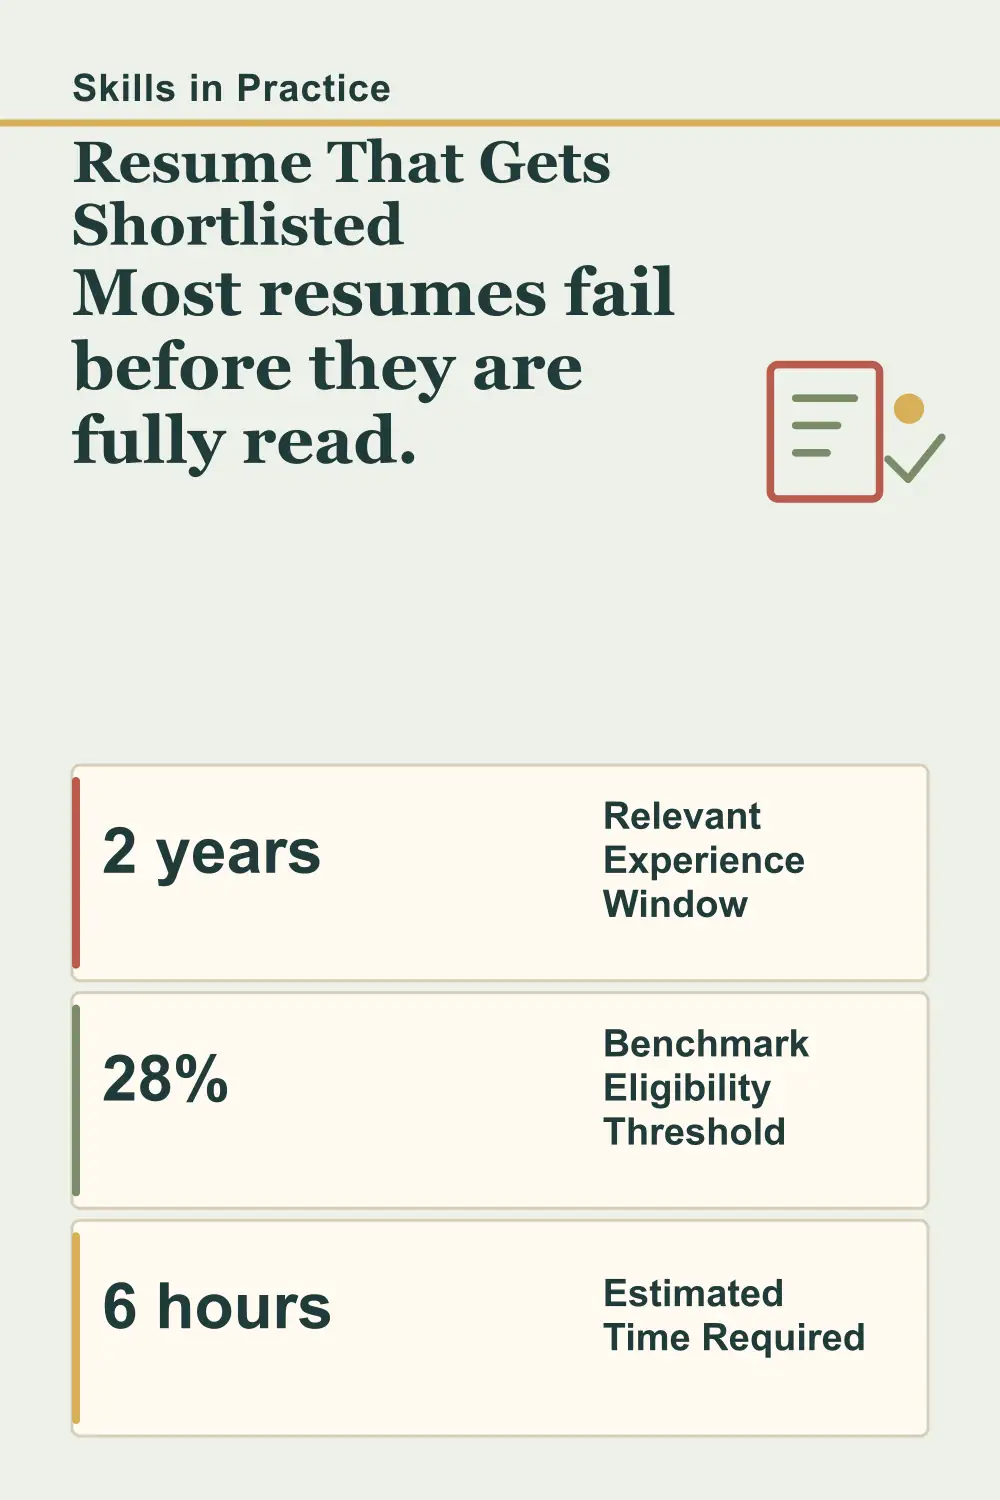 Skills in Practice
Resume That Gets
Shortlisted
Most resumes fail
before they are
fully read.
2 years
Relevant
Experience
Window
28%
Benchmark
Eligibility
Threshold
6 hours
Estimated
Time Required